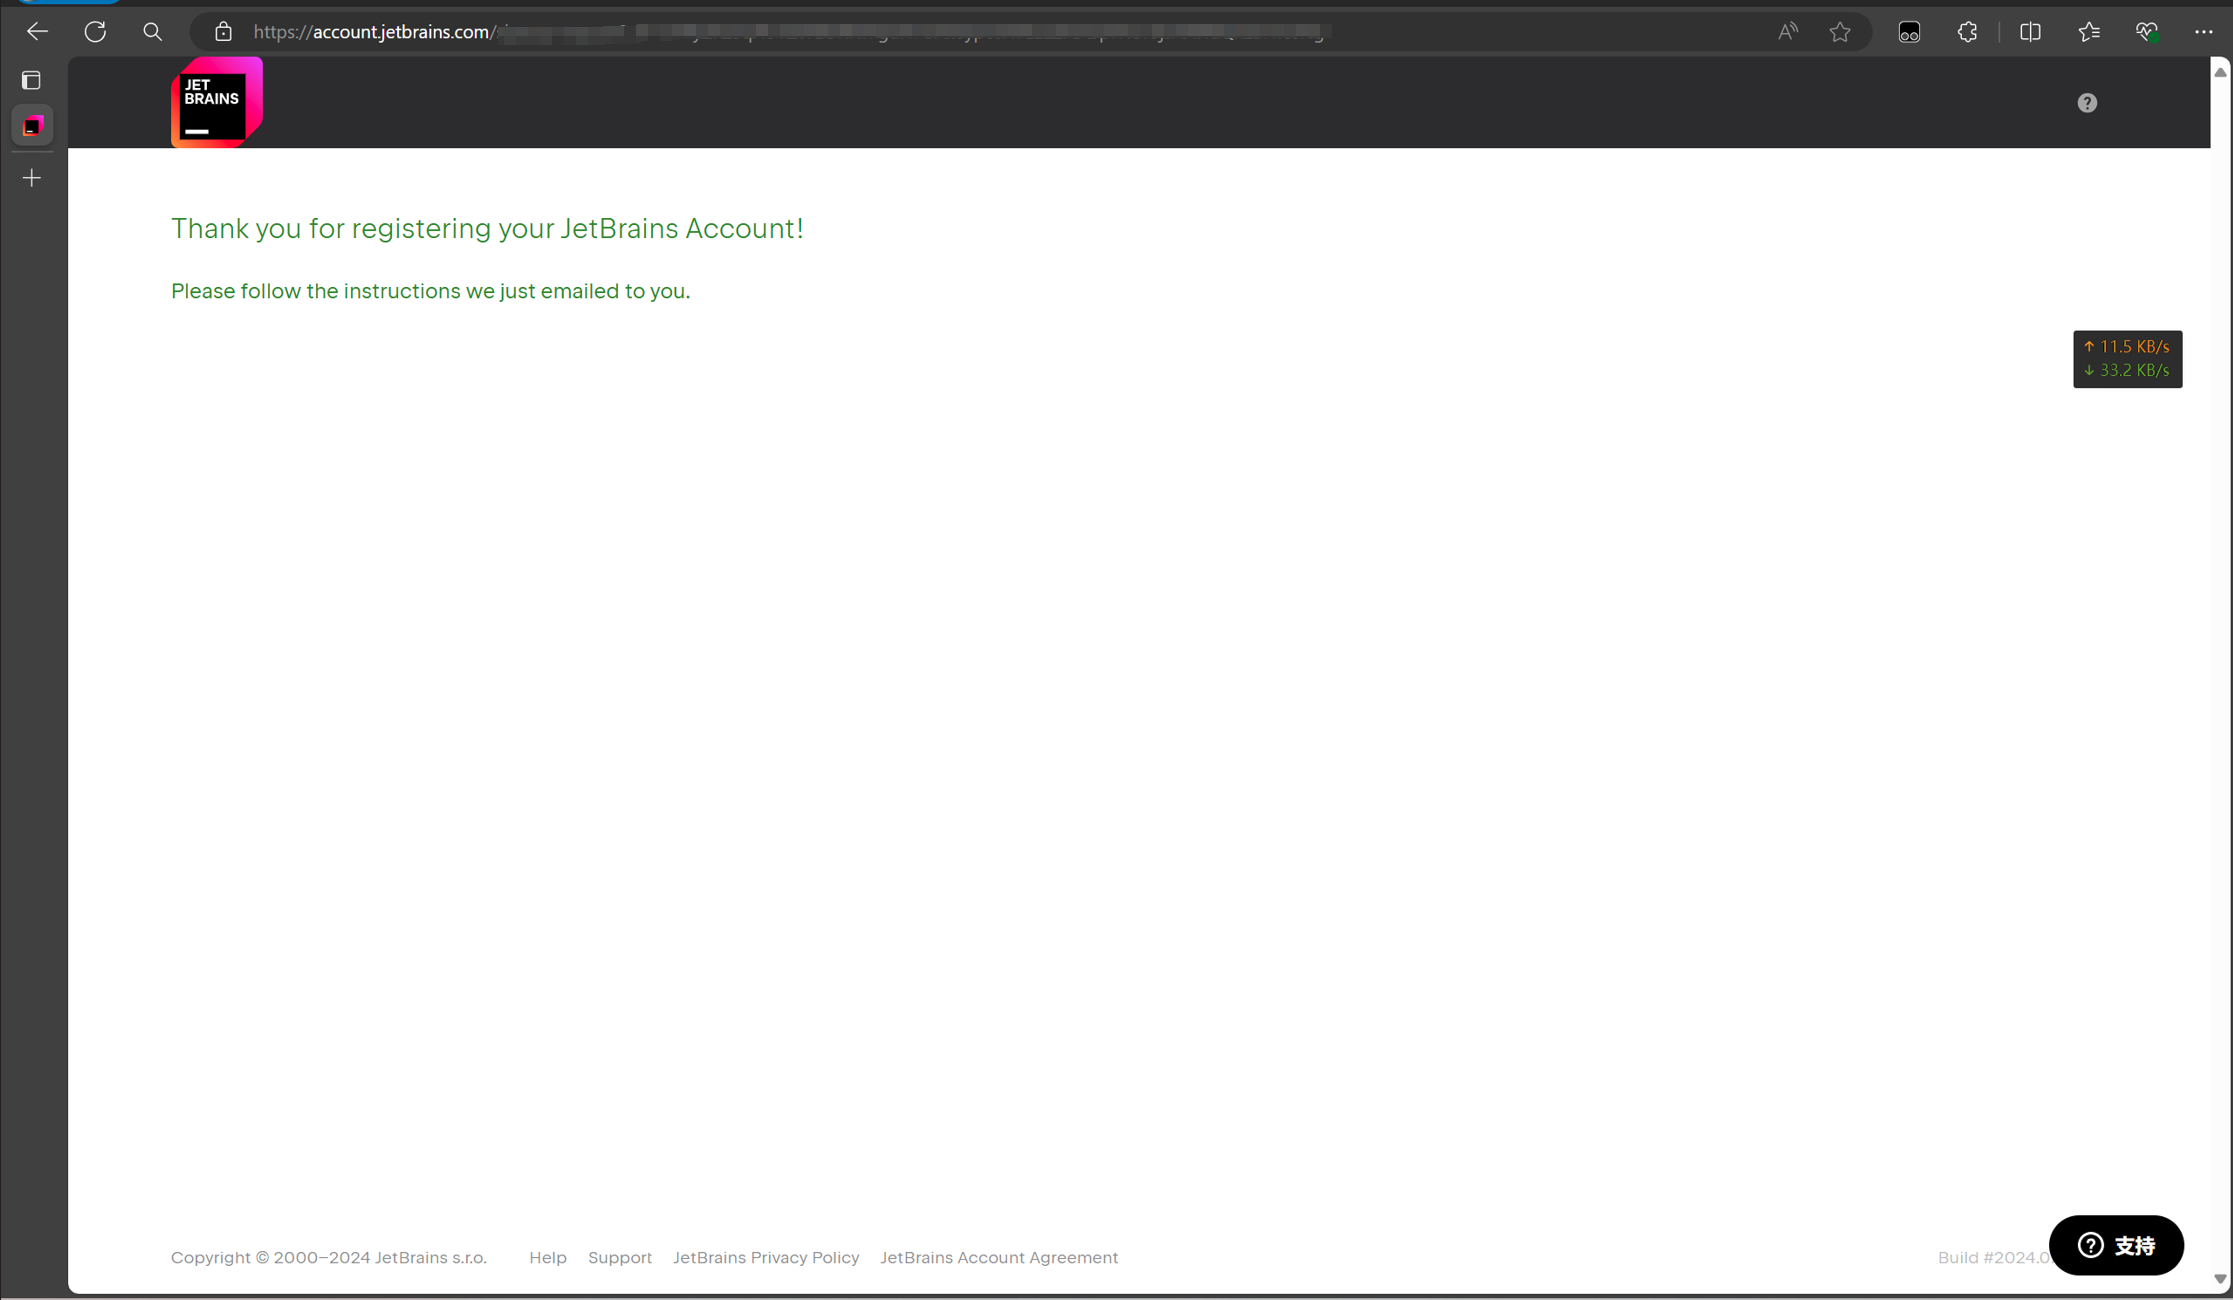 https://account.jetbrains.com/
JET
BRAINS
Thank you for registering your JetBrains Account!
Please follow the instructions we just emailed to you.
↑ 11.5 KB/s
↓ 33.2 KB/s
Copyright © 2000–2024 JetBrains s.r.o. Help Support JetBrains Privacy Policy JetBrains Account Agreement Build #2024.0
支持